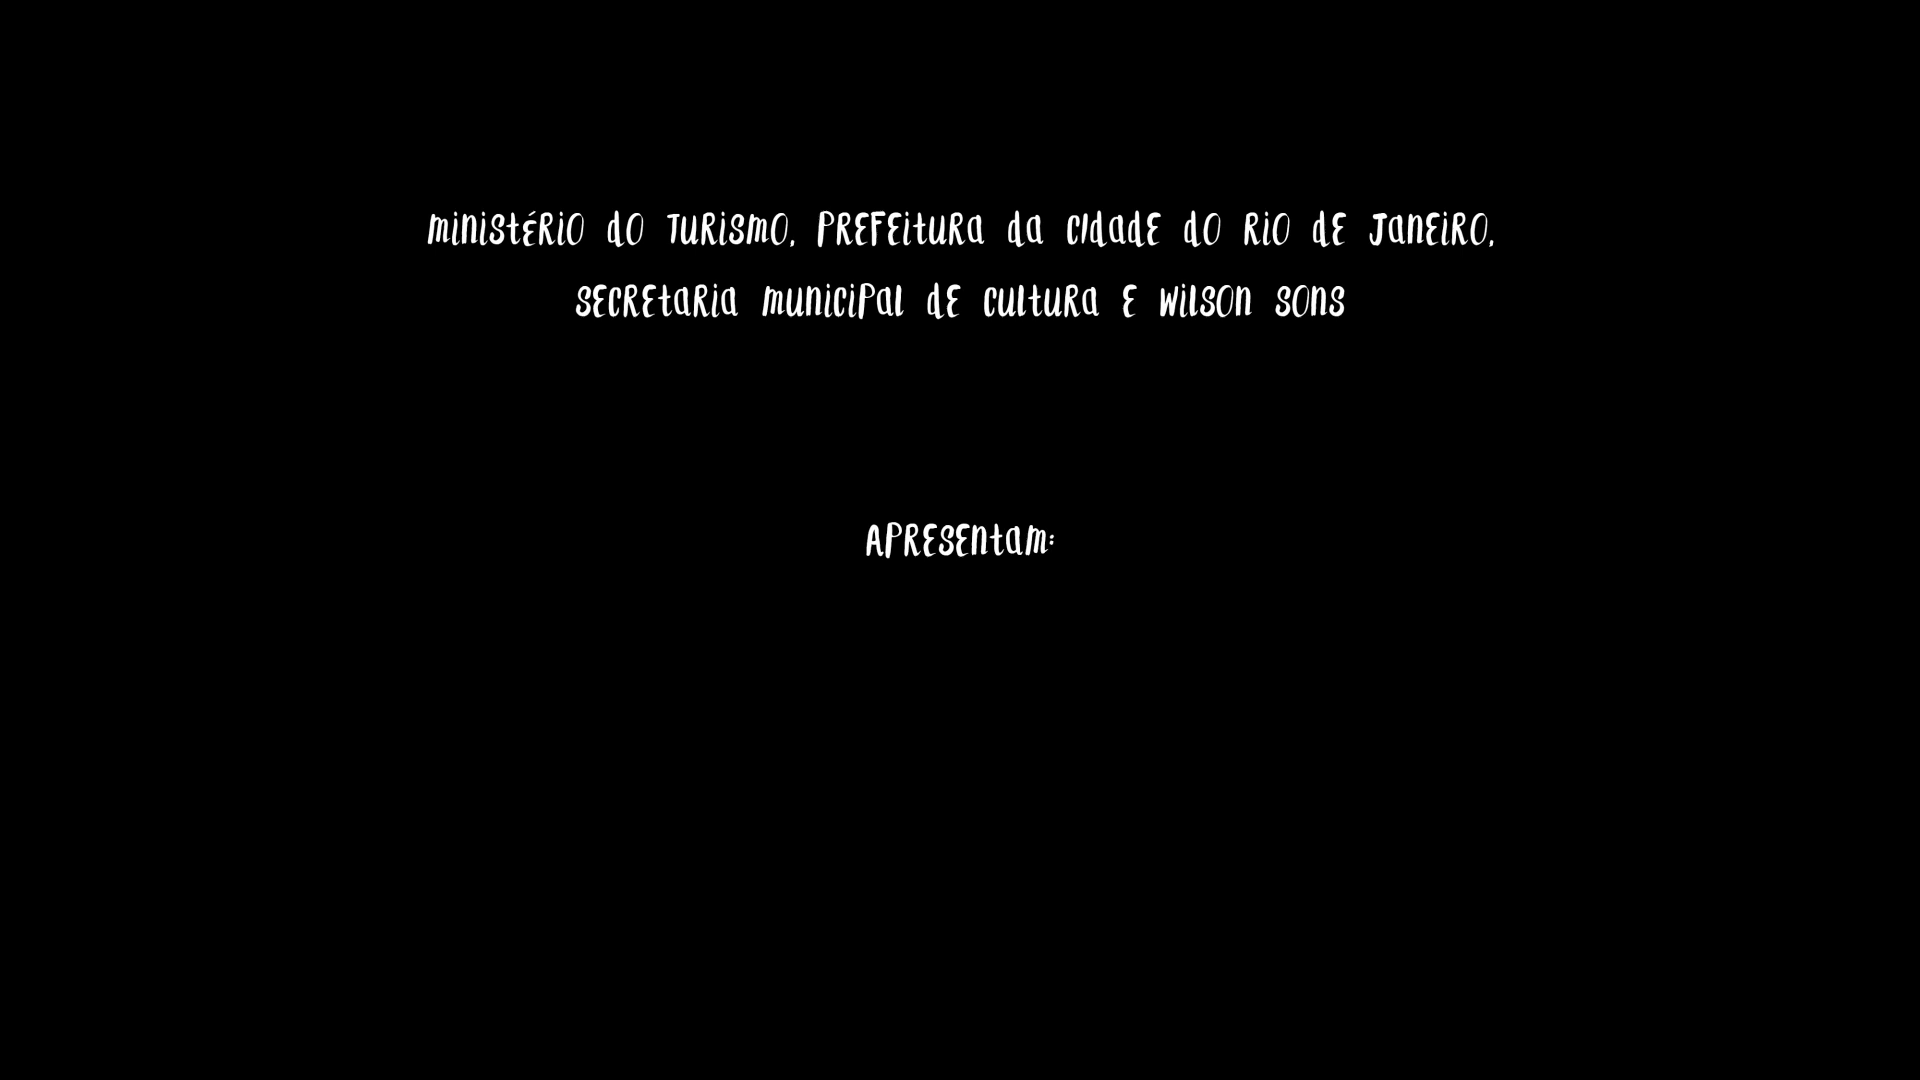 Ministério do Turismo, Prefeitura da Cidade do Rio de Janeiro,
Secretaria Municipal de Cultura e Wilson Sons
Apresentam: